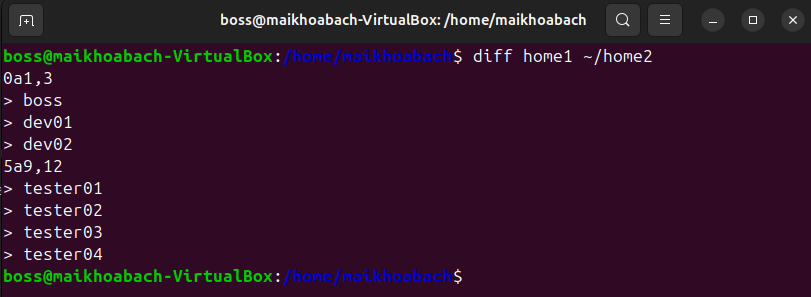 boss@maikhoabach-VirtualBox: /home/maikhoabach
boss@maikhoabach-VirtualBox:/home/maikhoabach$ diff home1 ~/home2
0a1,3
> boss
> dev01
> dev02
5a9,12
> tester01
> tester02
> tester03
> tester04
boss@maikhoabach-VirtualBox:/home/maikhoabach$